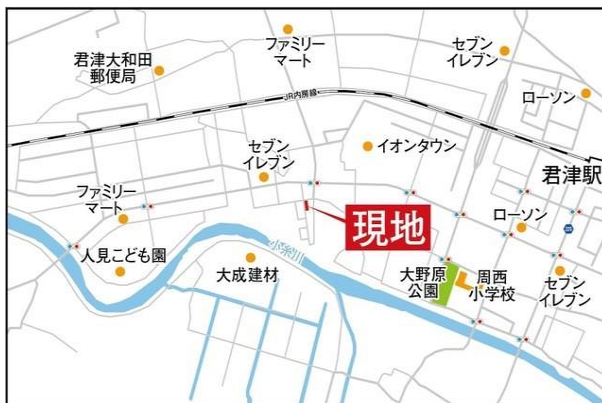 ファミリー
マート
セブン
イレブン
君津大和田
郵便局
JR内房線
ローソン
セブン
イレブン
イオンタウン
君津駅
ファミリー
マート
現地
ローソン
人見こども園
小糸川
大成建材
大野原
公園
周西
小学校
セブン
イレブン